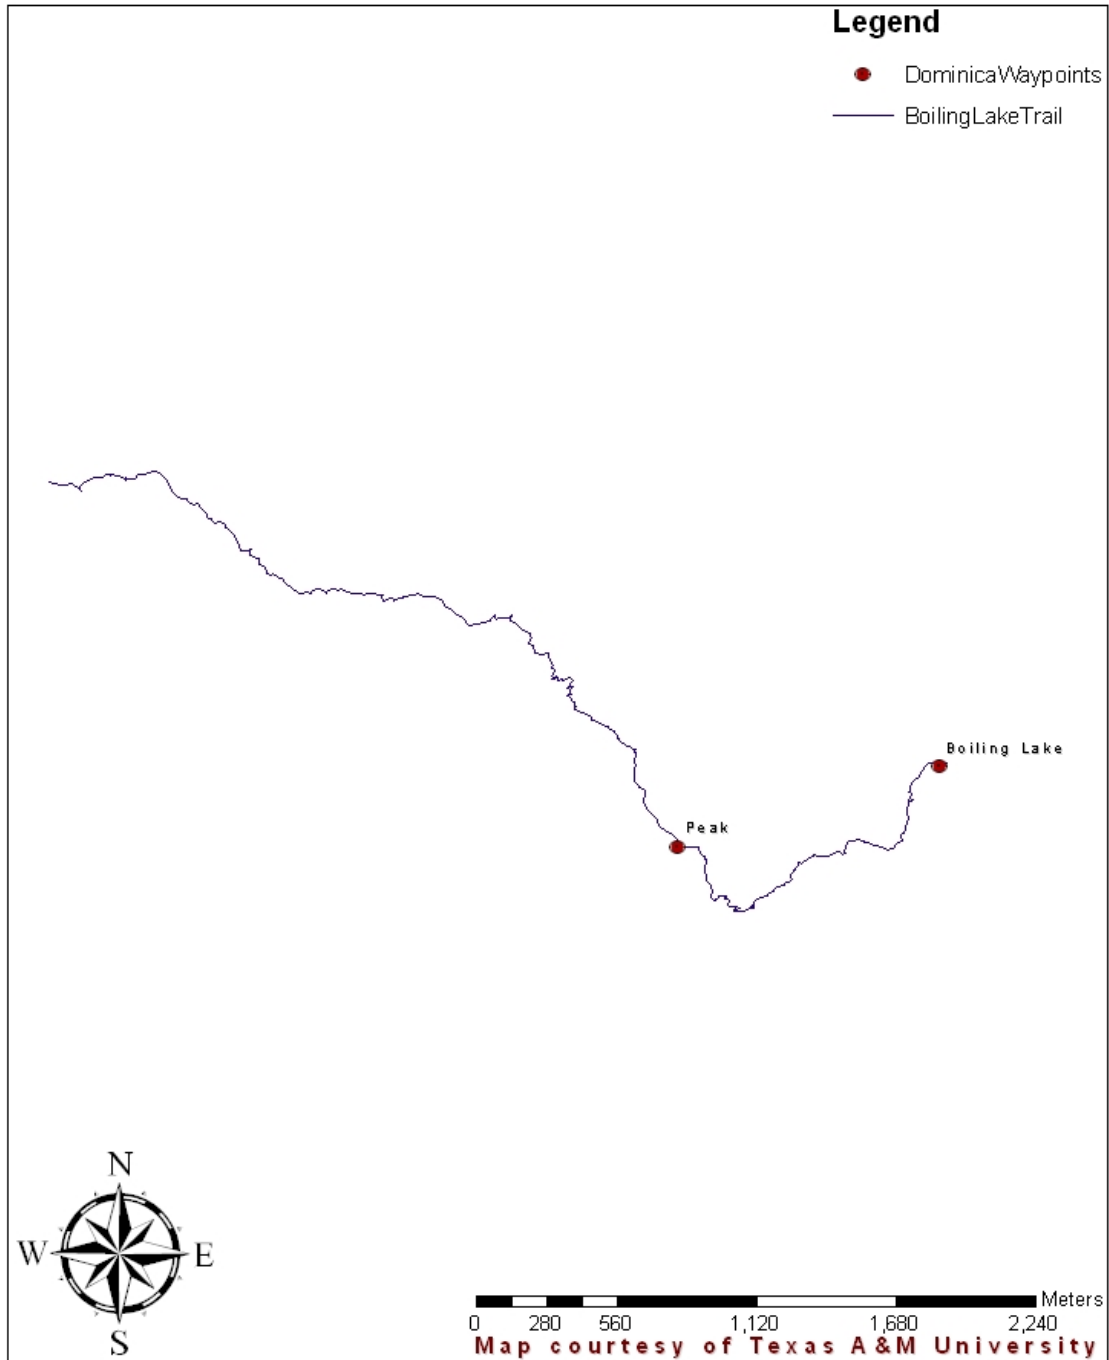 Legend
DominicaWaypoints
BoilingLakeTrail
Boiling Lake
Peak
N
W E
S
Meters
0 280 560 1,120 1,680 2,240
Map courtesy of Texas A&M University